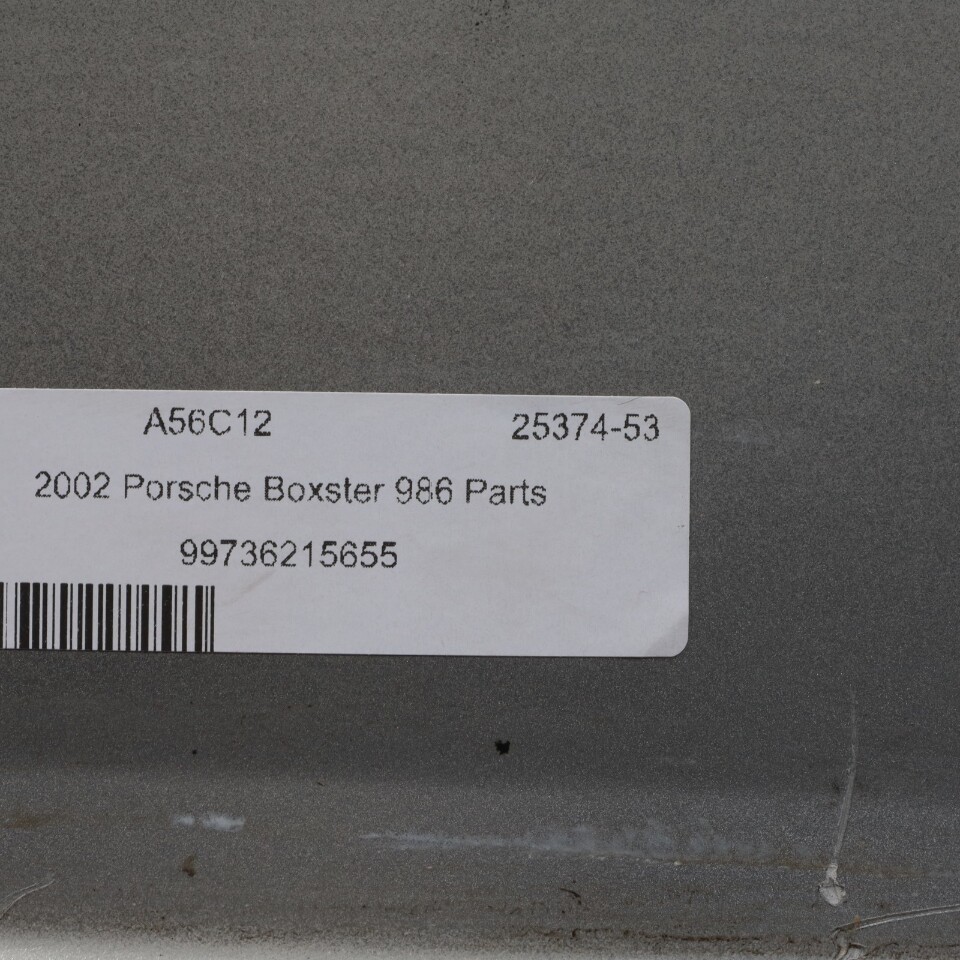 A56C12 25374-53
2002 Porsche Boxster 986 Parts
99736215655